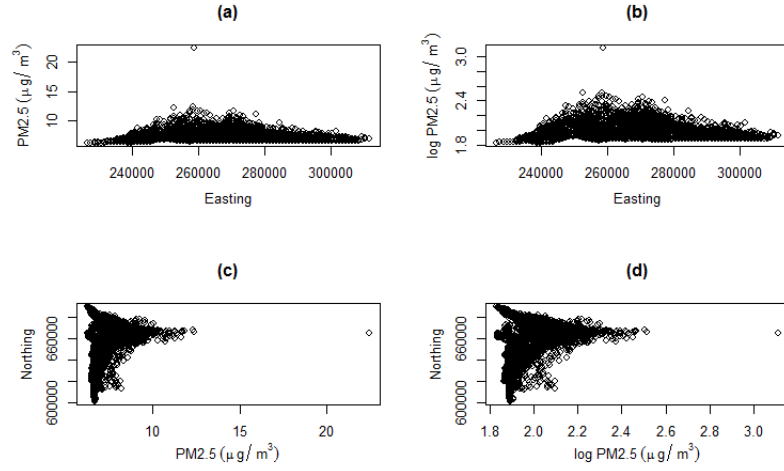 (a)
PM2.5 (μg/ m³)
10 15 20
240000 260000 280000 300000
Easting
(b)
log PM2.5 (μg/ m³)
1.8 2.4 3.0
240000 260000 280000 300000
Easting
(c)
Northing
600000 660000
10 15 20
PM2.5 (μg/ m³)
(d)
Northing
600000 660000
1.8 2.0 2.2 2.4 2.6 2.8 3.0
log PM2.5 (μg/ m³)